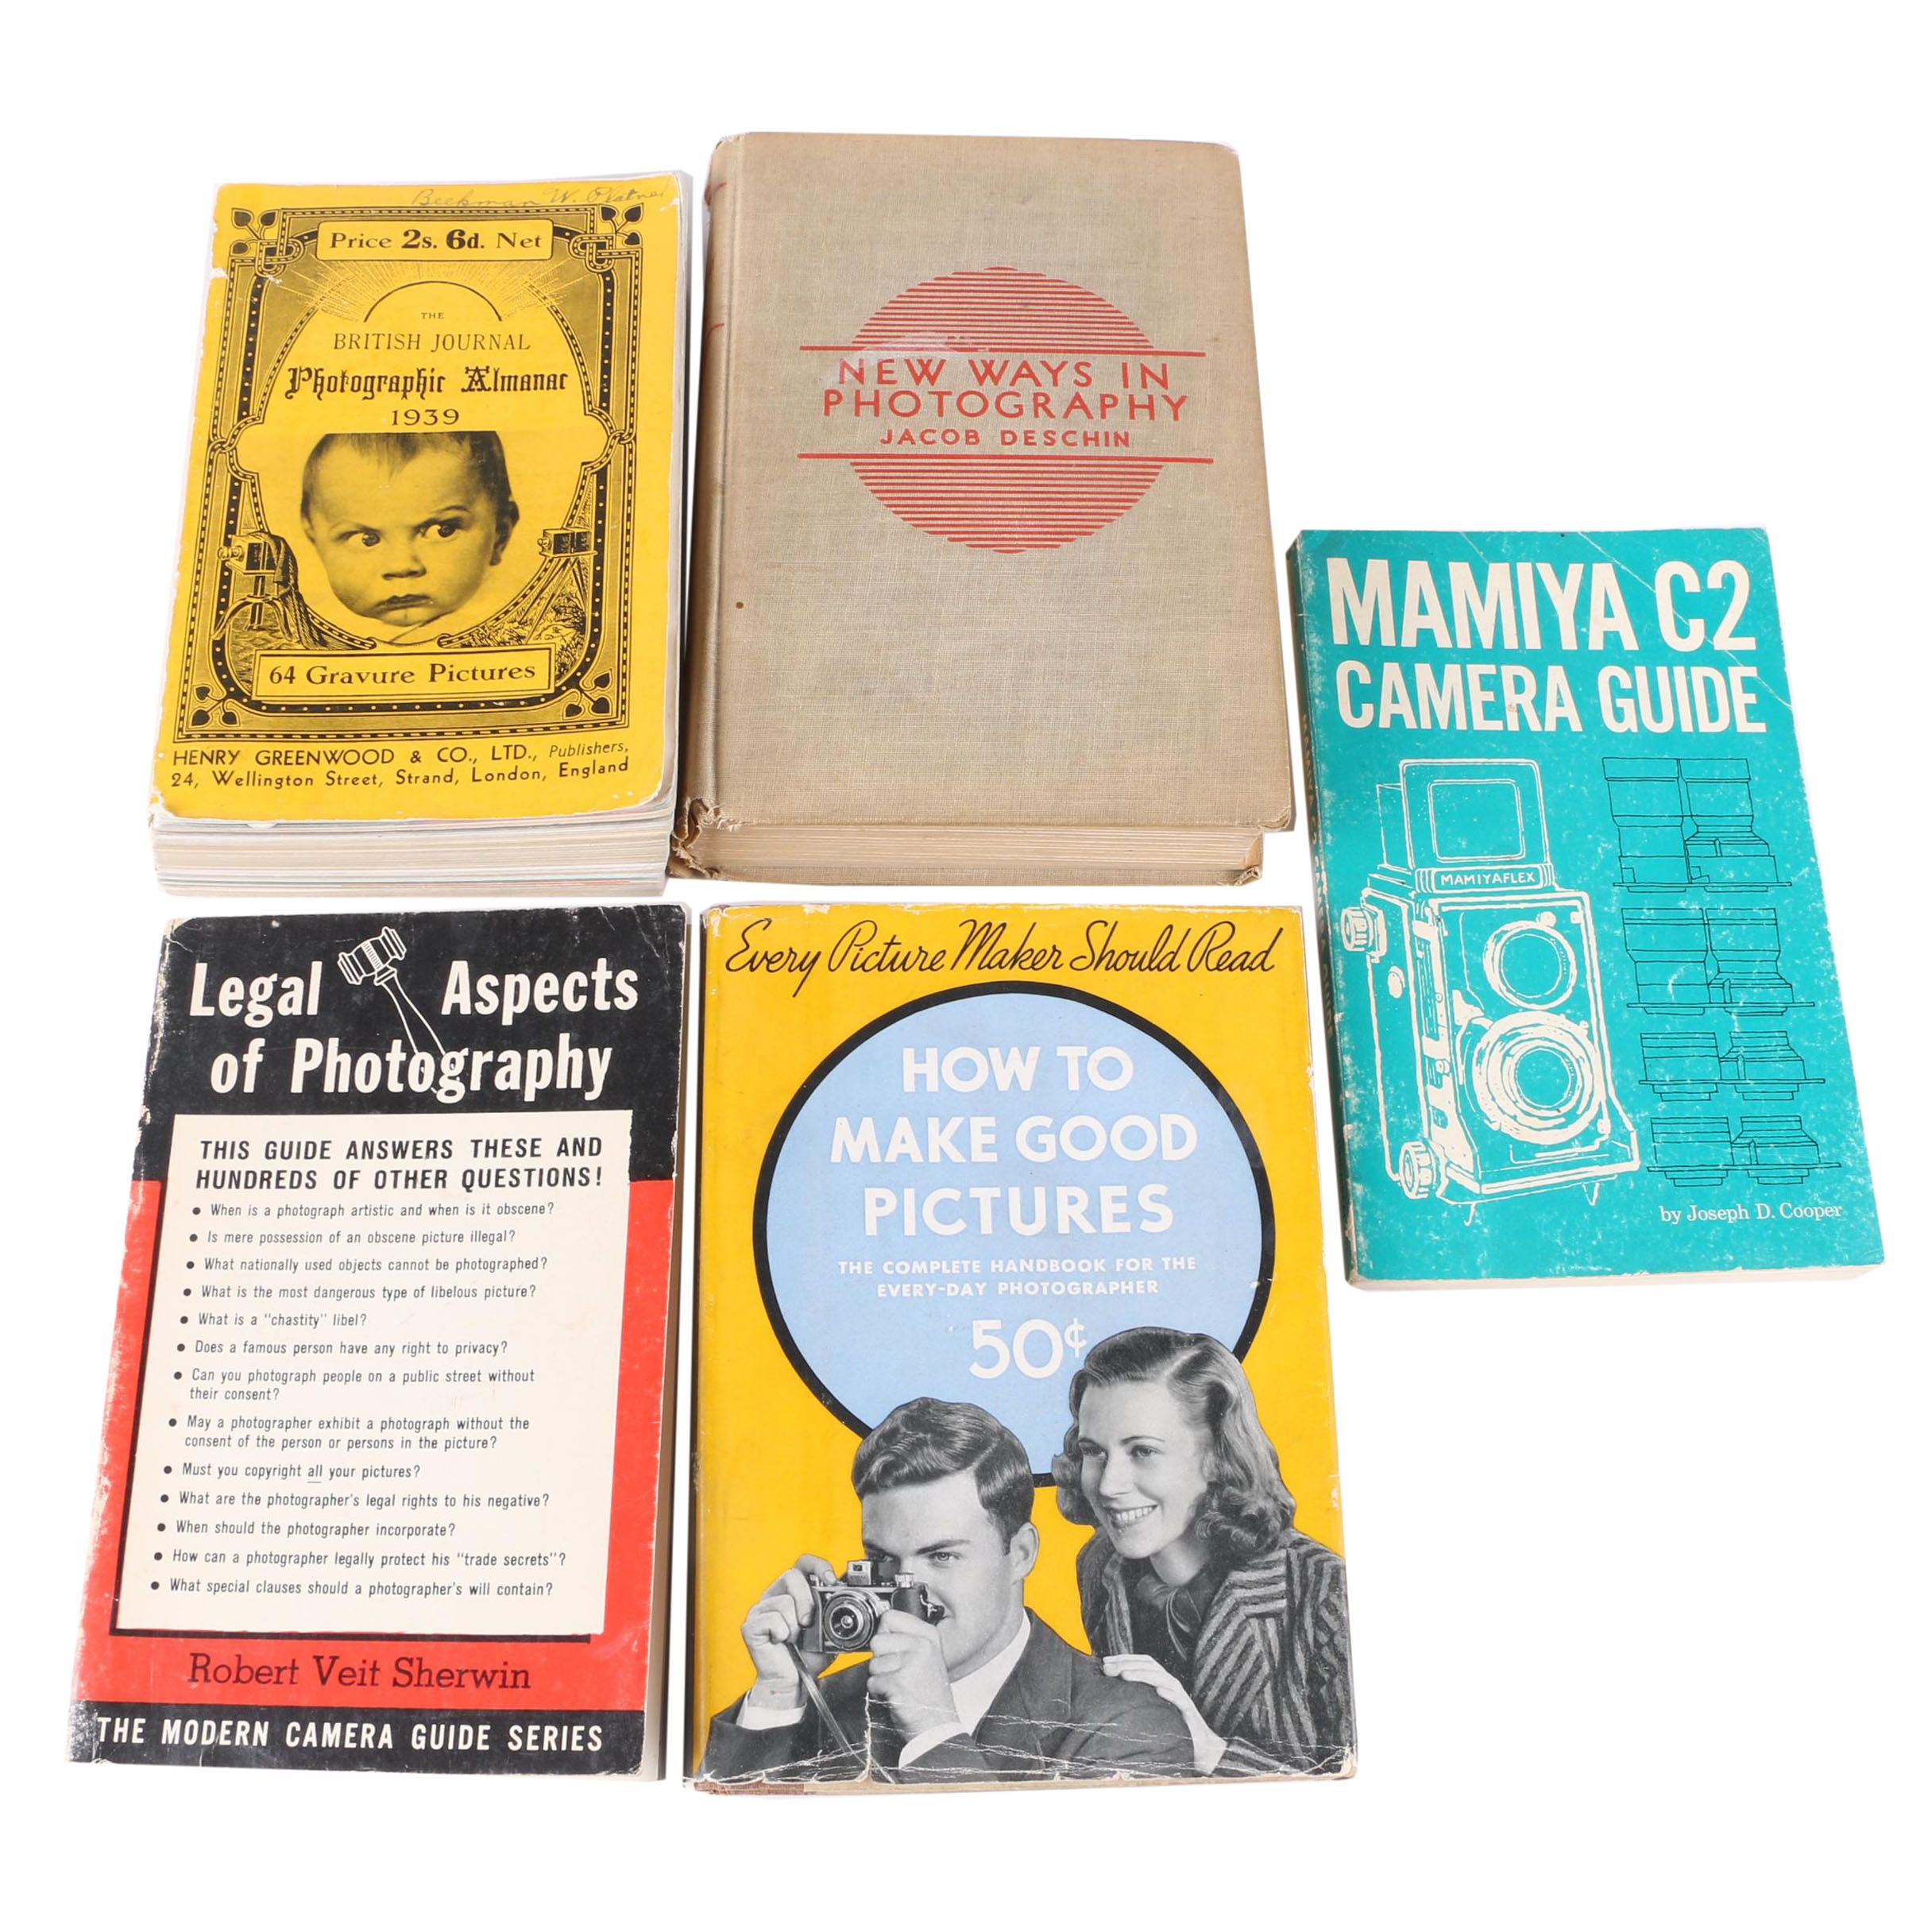 Beekman W.
Price 2s. 6d. Net
THE
BRITISH JOURNAL
Photographic Almanac
1939
64 Gravure Pictures
HENRY GREENWOOD & CO., LTD., Publishers,
24, Wellington Street, Strand, London, England
NEW WAYS IN
PHOTOGRAPHY
JACOB DESCHIN
MAMIYA C2
CAMERA GUIDE
MAMIYAFLEX
by Joseph D. Cooper
Legal Aspects
of Photography
THIS GUIDE ANSWERS THESE AND
HUNDREDS OF OTHER QUESTIONS!
• When is a photograph artistic and when is it obscene?
• Is mere possession of an obscene picture illegal?
• What nationally used objects cannot be photographed?
• What is the most dangerous type of libelous picture?
• What is a "chastity" libel?
• Does a famous person have any right to privacy?
• Can you photograph people on a public street without
their consent?
• May a photographer exhibit a photograph without the
consent of the person or persons in the picture?
• Must you copyright all your pictures?
• What are the photographer's legal rights to his negative?
• When should the photographer incorporate?
• How can a photographer legally protect his "trade secrets"?
• What special clauses should a photographer's will contain?
Robert Veit Sherwin
THE MODERN CAMERA GUIDE SERIES
Every Picture Maker Should Read
HOW TO
MAKE GOOD
PICTURES
THE COMPLETE HANDBOOK FOR THE
EVERY-DAY PHOTOGRAPHER
50¢